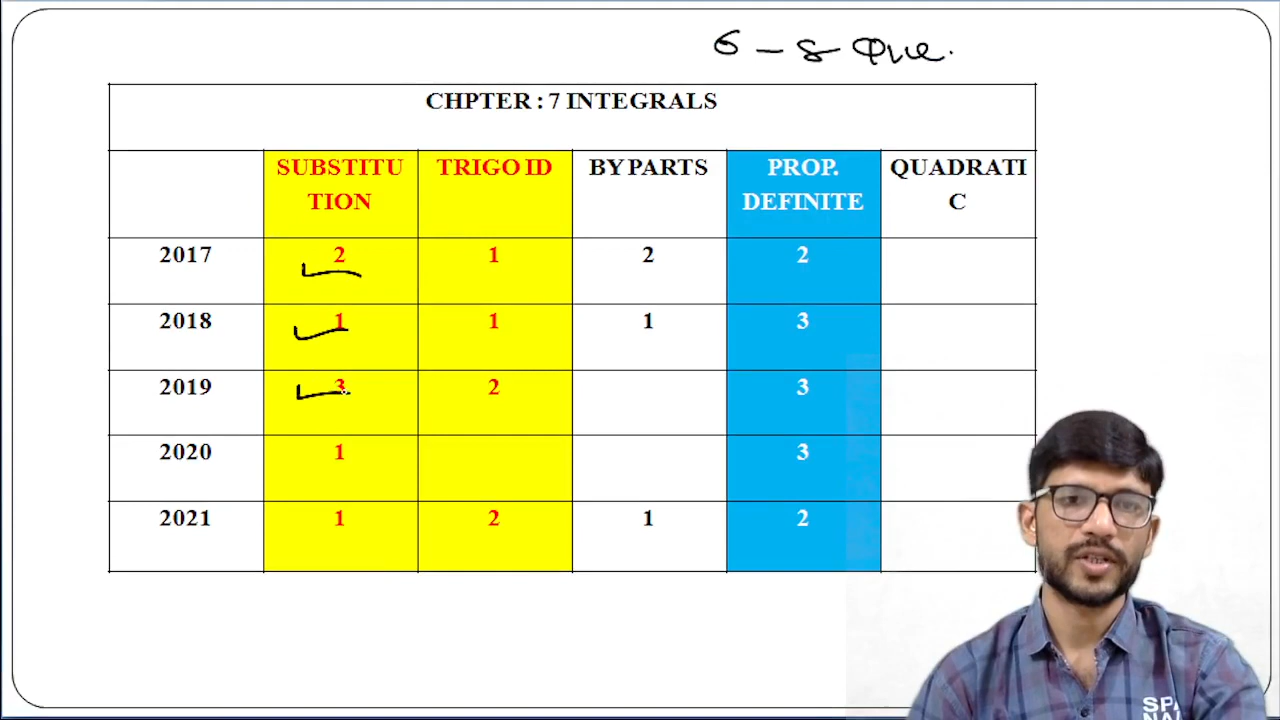 6 - 8 Que.
CHPTER : 7 INTEGRALS
SUBSTITU
TION
TRIGO ID
BY PARTS
PROP.
DEFINITE
QUADRATI
C
2017 2 1 2 2
2018 1 1 1 3
2019 3 2 3
2020 1 3
2021 1 2 1 2